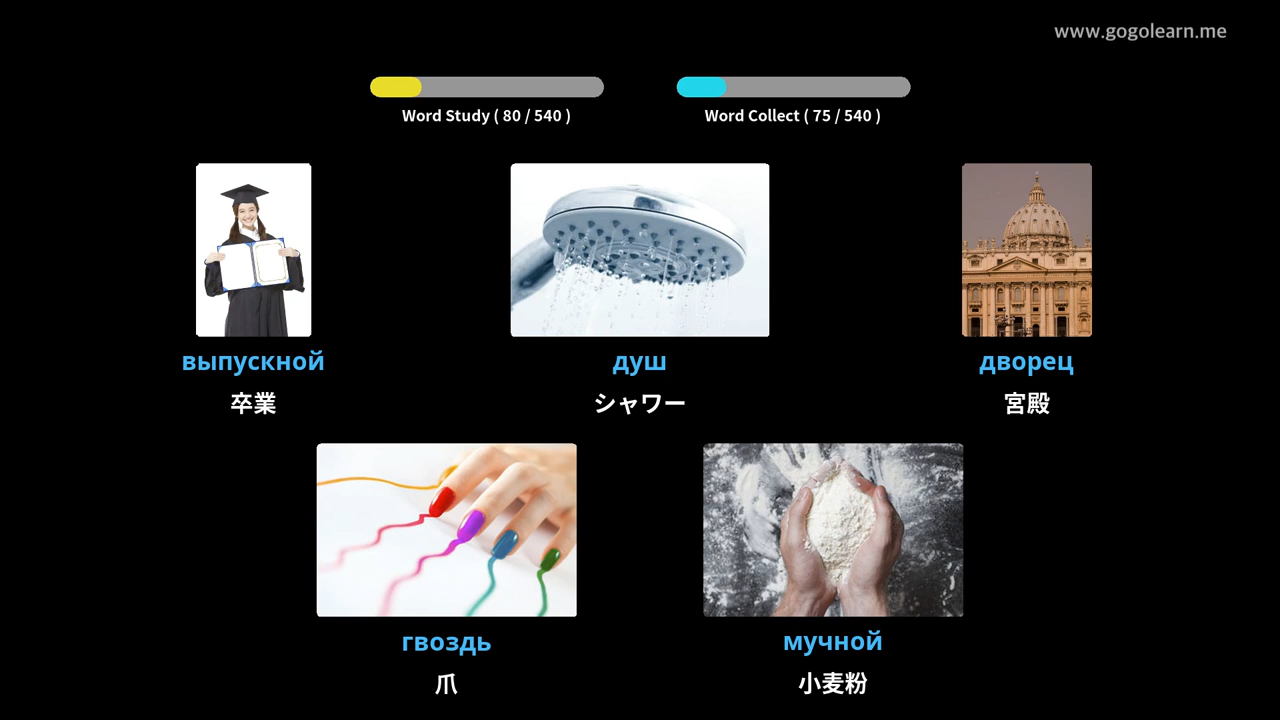 www.gogolearn.me
Word Study ( 80 / 540 )
Word Collect ( 75 / 540 )
выпускной
卒業
душ
シャワー
дворец
宮殿
гвоздь
爪
мучной
小麦粉